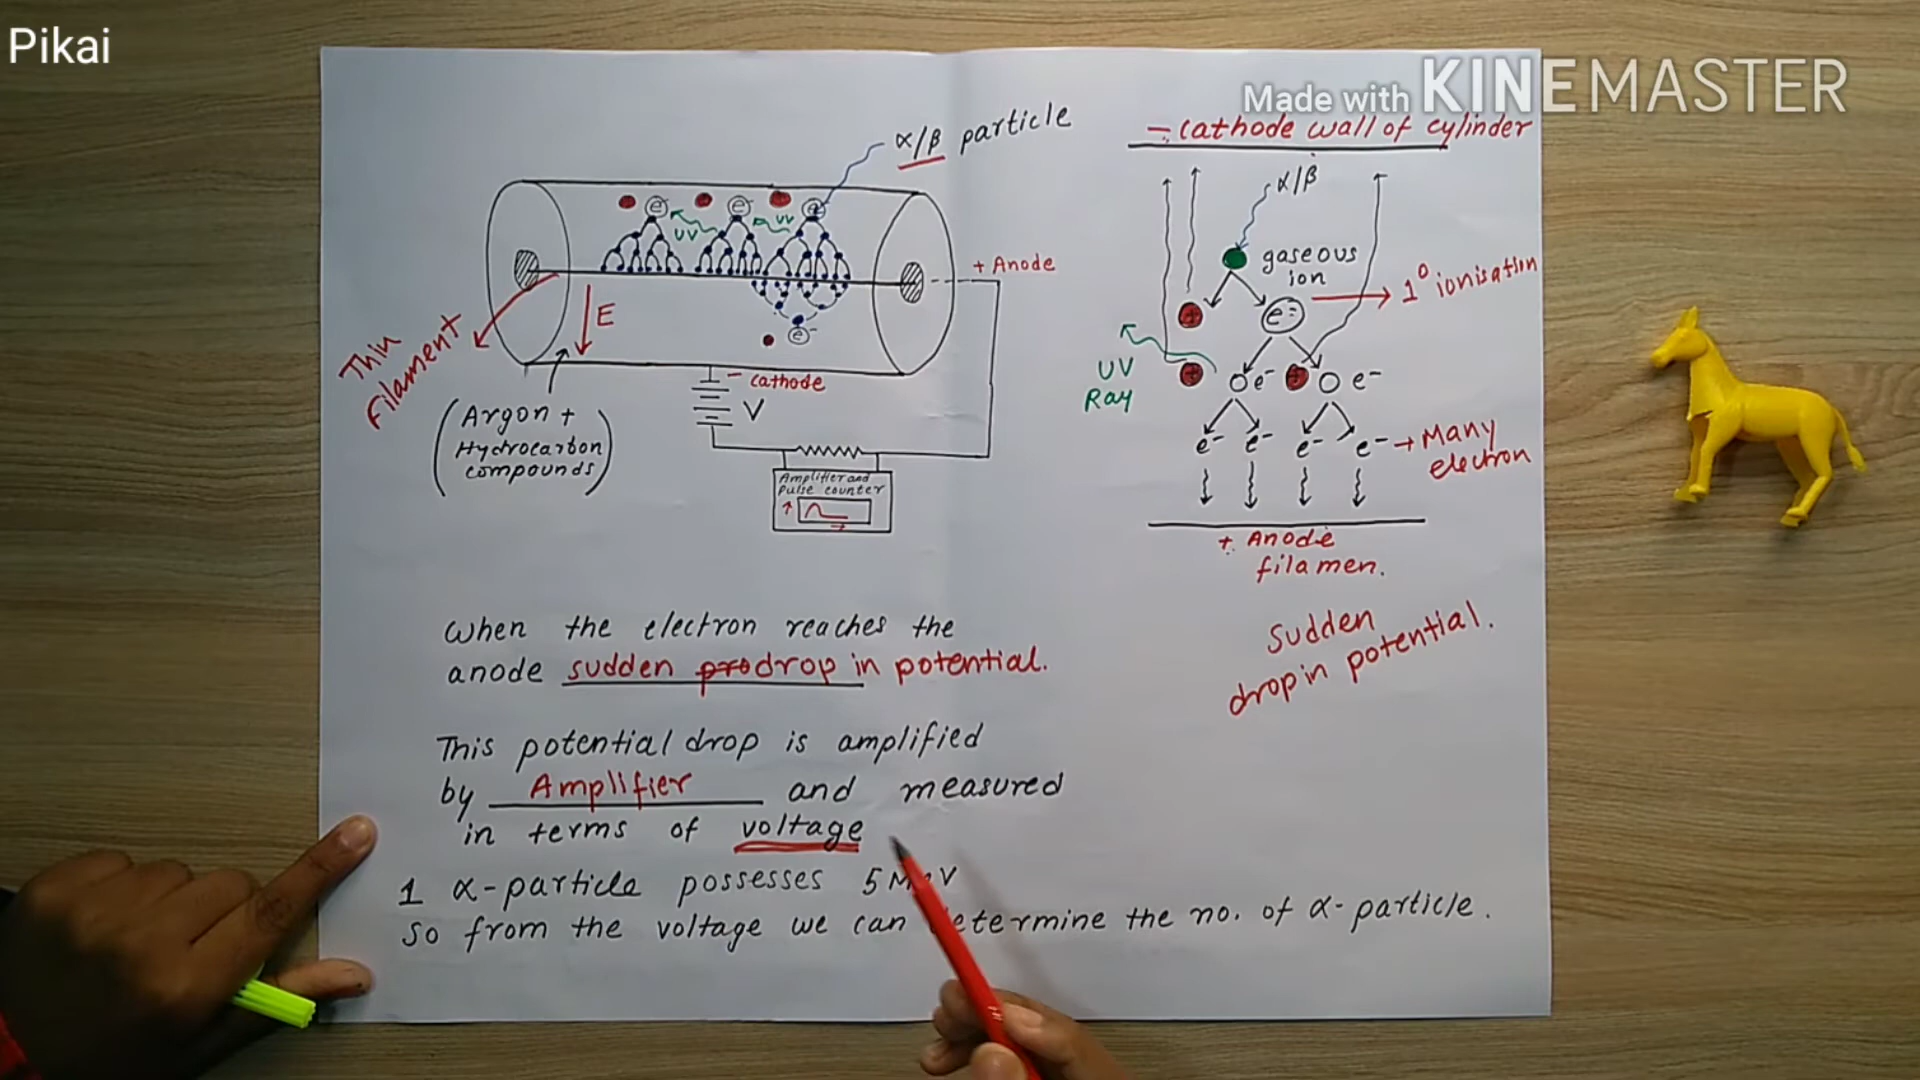 Pikai
Made with KINEMASTER
α/β particle
e-
e-
e-
UV
UV
+ Anode
E
e-
Thin
Filament
- Cathode
V
(Argon +
Hydrocarbon
compounds)
Amplifier and
Pulse counter
- Cathode wall of cylinder
α/β
gaseous
ion
1° ionisation
+
e-
UV
Ray
+
e-
+
e-
e- e- e- e- → Many
electron
+ Anode
filamen.
When the electron reaches the
anode sudden pro drop in potential.
Sudden
drop in potential.
This potential drop is amplified
by Amplifier and measured
in terms of voltage
1 α-particle possesses 5
so from the voltage we can determine the no. of α-particle.